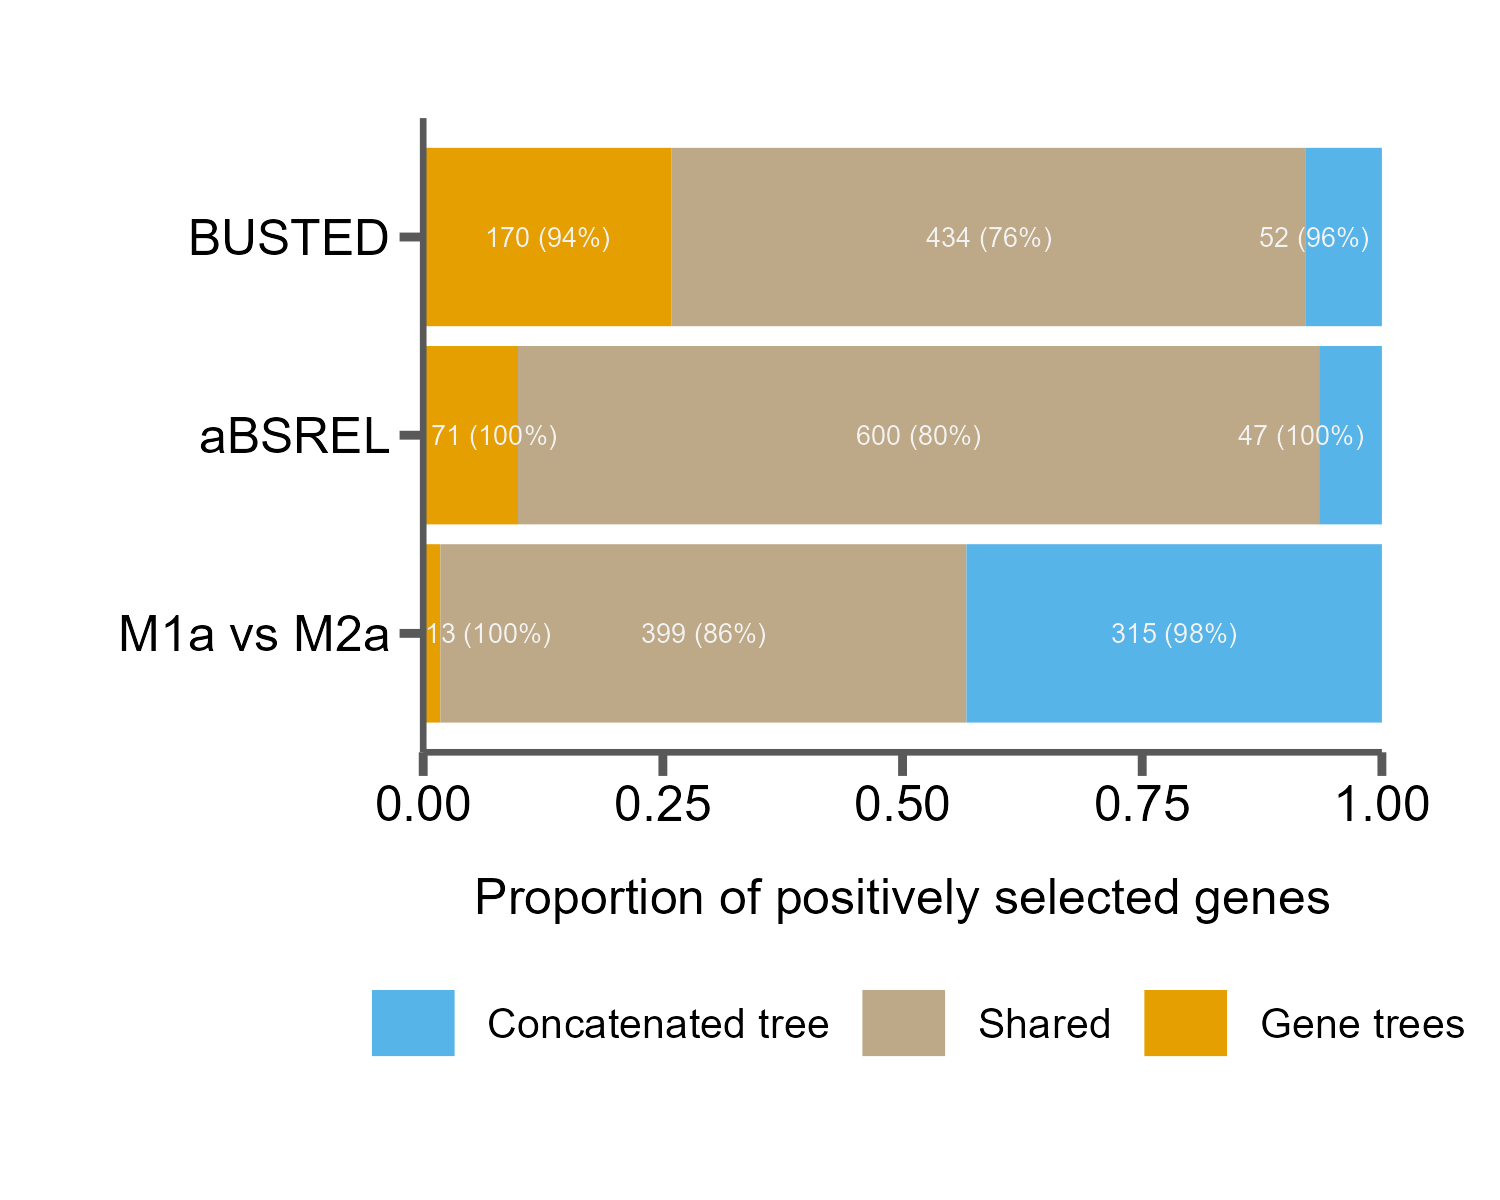 BUSTED
170 (94%)
434 (76%)
52 (96%)
aBSREL
71 (100%)
600 (80%)
47 (100%)
M1a vs M2a
13 (100%)
399 (86%)
315 (98%)
0.00
0.25
0.50
0.75
1.00
Proportion of positively selected genes
Concatenated tree
Shared
Gene trees